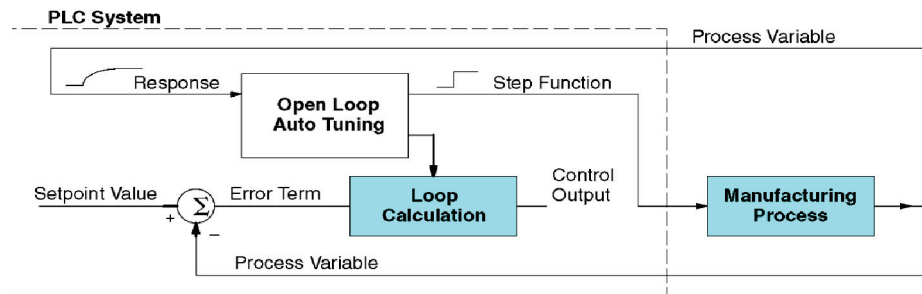 PLC System
Process Variable
Response
Step Function
Open Loop
Auto Tuning
Setpoint Value
+
Σ
–
Error Term
Loop
Calculation
Control
Output
Manufacturing
Process
Process Variable